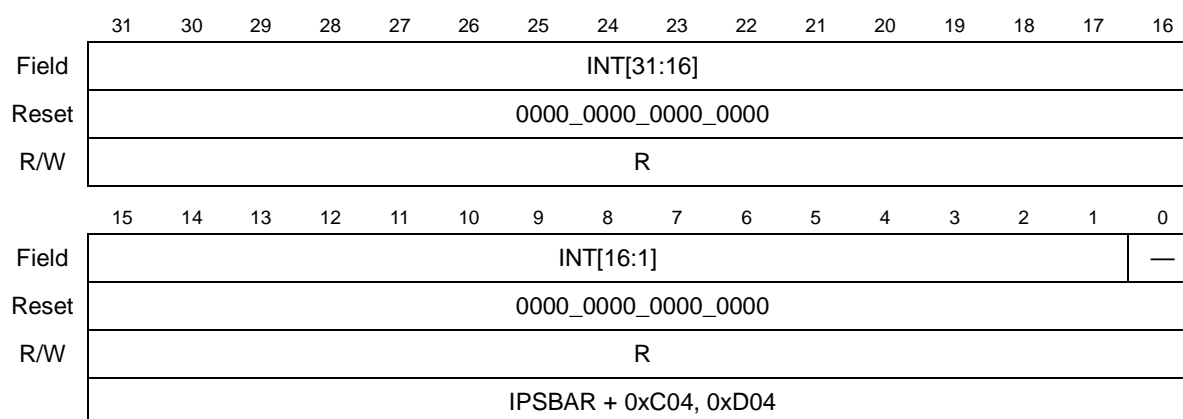 31 30 29 28 27 26 25 24 23 22 21 20 19 18 17 16
Field INT[31:16]
Reset 0000_0000_0000_0000
R/W R
15 14 13 12 11 10 9 8 7 6 5 4 3 2 1 0
Field INT[16:1] —
Reset 0000_0000_0000_0000
R/W R
IPSBAR + 0xC04, 0xD04